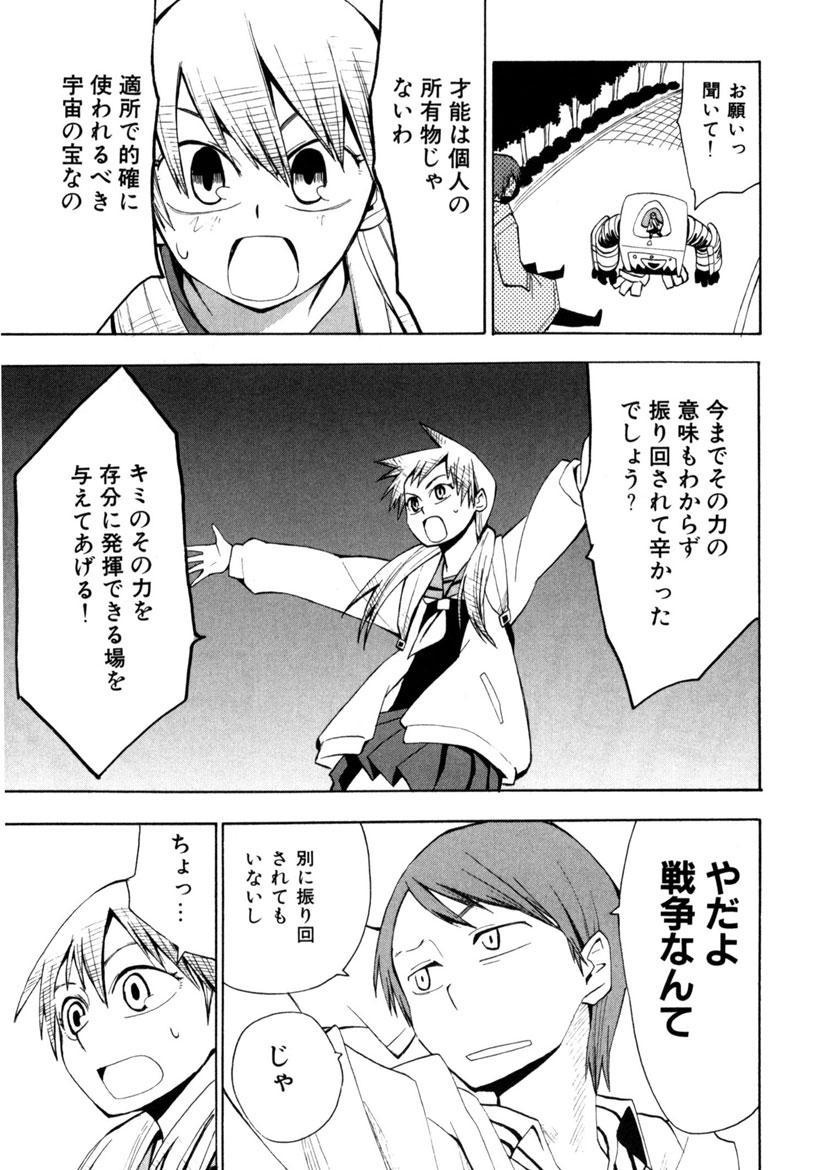 お願いっ
聞いて！
才能は個人の
所有物じゃ
ないわ
適所で的確に
使われるべき
宇宙の宝なの
今までその力の
意味もわからず
振り回されて辛かった
でしょう？
キミのその力を
存分に発揮できる場を
与えてあげる！
やだよ
戦争なんて
別に振り回
されても
いないし
じゃ
ちょっ…